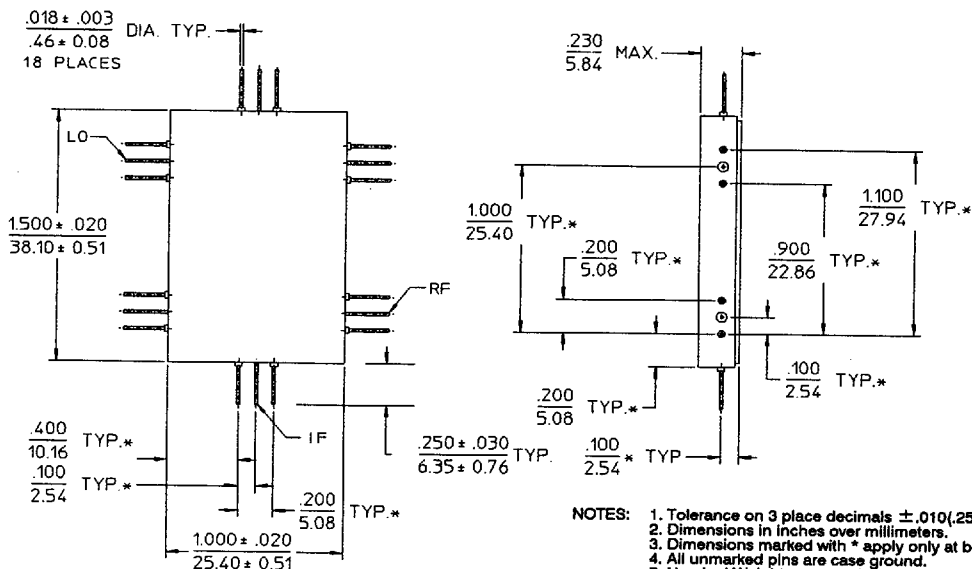 .018 ± .003
.46 ± 0.08
DIA. TYP.
18 PLACES
LO
1.500 ± .020
38.10 ± 0.51
RF
IF
.400
10.16
TYP.*
.100
2.54
TYP.*
.200
5.08
TYP.*
1.000 ± .020
25.40 ± 0.51
.250 ± .030
6.35 ± 0.76
TYP.
.230
5.84
MAX.
1.000
25.40
TYP.*
.200
5.08
TYP.*
1.100
27.94
TYP.*
.900
22.86
TYP.*
.100
2.54
TYP.*
.200
5.08
TYP.*
.100
2.54
* TYP
NOTES:
1. Tolerance on 3 place decimals ±.010(.25
2. Dimensions in inches over millimeters.
3. Dimensions marked with * apply only at b
4. All unmarked pins are case ground.